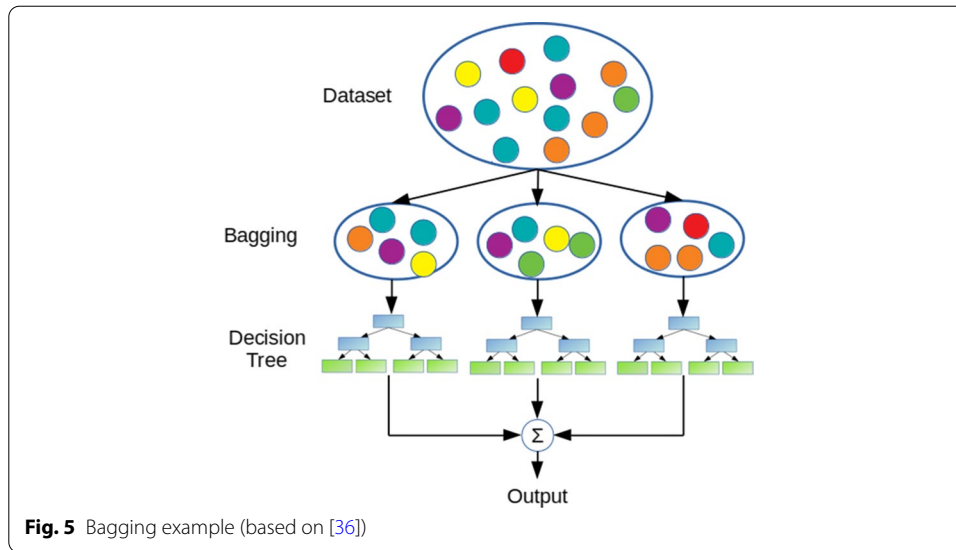 Dataset
Bagging
Decision
Tree
Σ
Output
Fig. 5 Bagging example (based on [36])